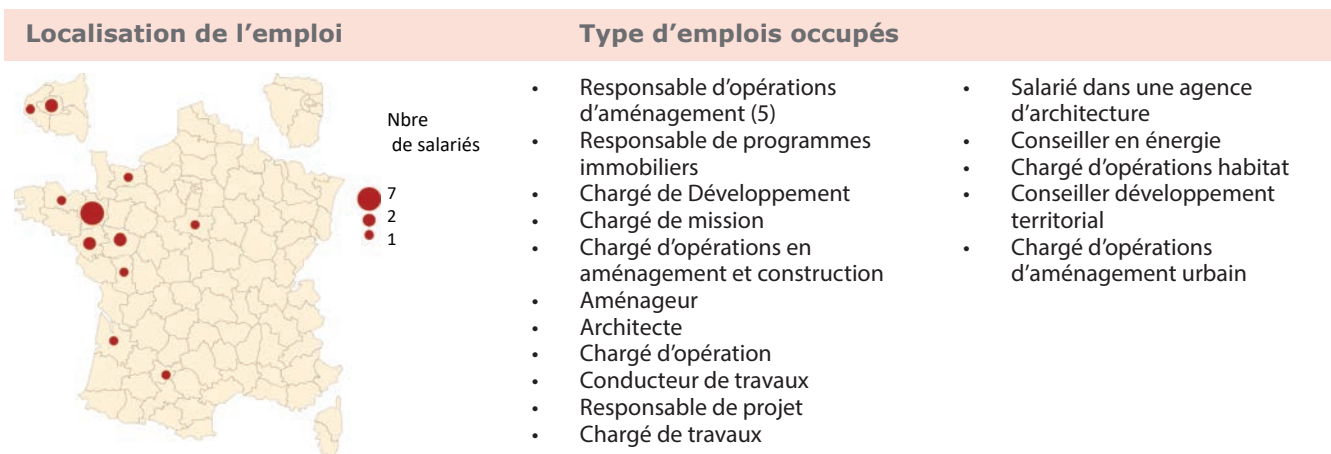 Localisation de l’emploi
Type d’emplois occupés
Nbre
de salariés
7
2
1
• Responsable d’opérations
d’aménagement (5)
• Responsable de programmes
immobiliers
• Chargé de Développement
• Chargé de mission
• Chargé d’opérations en
aménagement et construction
• Aménageur
• Architecte
• Chargé d’opération
• Conducteur de travaux
• Responsable de projet
• Chargé de travaux
• Salarié dans une agence
d’architecture
• Conseiller en énergie
• Chargé d’opérations habitat
• Conseiller développement
territorial
• Chargé d’opérations
d’aménagement urbain